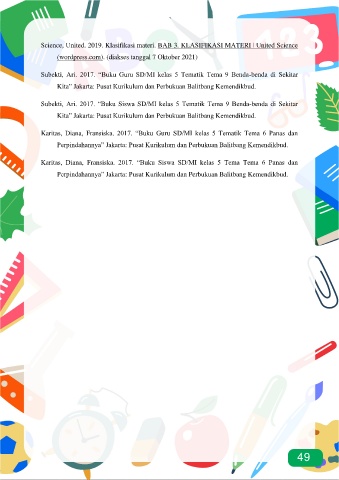 Science, United. 2019. Klasifikasi materi. BAB 3. KLASIFIKASI MATERI | United Science
(wordpress.com). (diakses tanggal 7 Oktober 2021)
Subekti, Ari. 2017. “Buku Guru SD/MI kelas 5 Tematik Tema 9 Benda-benda di Sekitar
Kita” Jakarta: Pusat Kurikulum dan Perbukuan Balitbang Kemendikbud.
Subekti, Ari. 2017. “Buku Siswa SD/MI kelas 5 Tematik Tema 9 Benda-benda di Sekitar
Kita” Jakarta: Pusat Kurikulum dan Perbukuan Balitbang Kemendikbud.
Karitas, Diana, Fransiska. 2017. “Buku Guru SD/MI kelas 5 Tematik Tema 6 Panas dan
Perpindahannya” Jakarta: Pusat Kurikulum dan Perbukuan Balitbang Kemendikbud.
Karitas, Diana, Fransiska. 2017. “Buku Siswa SD/MI kelas 5 Tema Tema 6 Panas dan
Perpindahannya” Jakarta: Pusat Kurikulum dan Perbukuan Balitbang Kemendikbud.
49